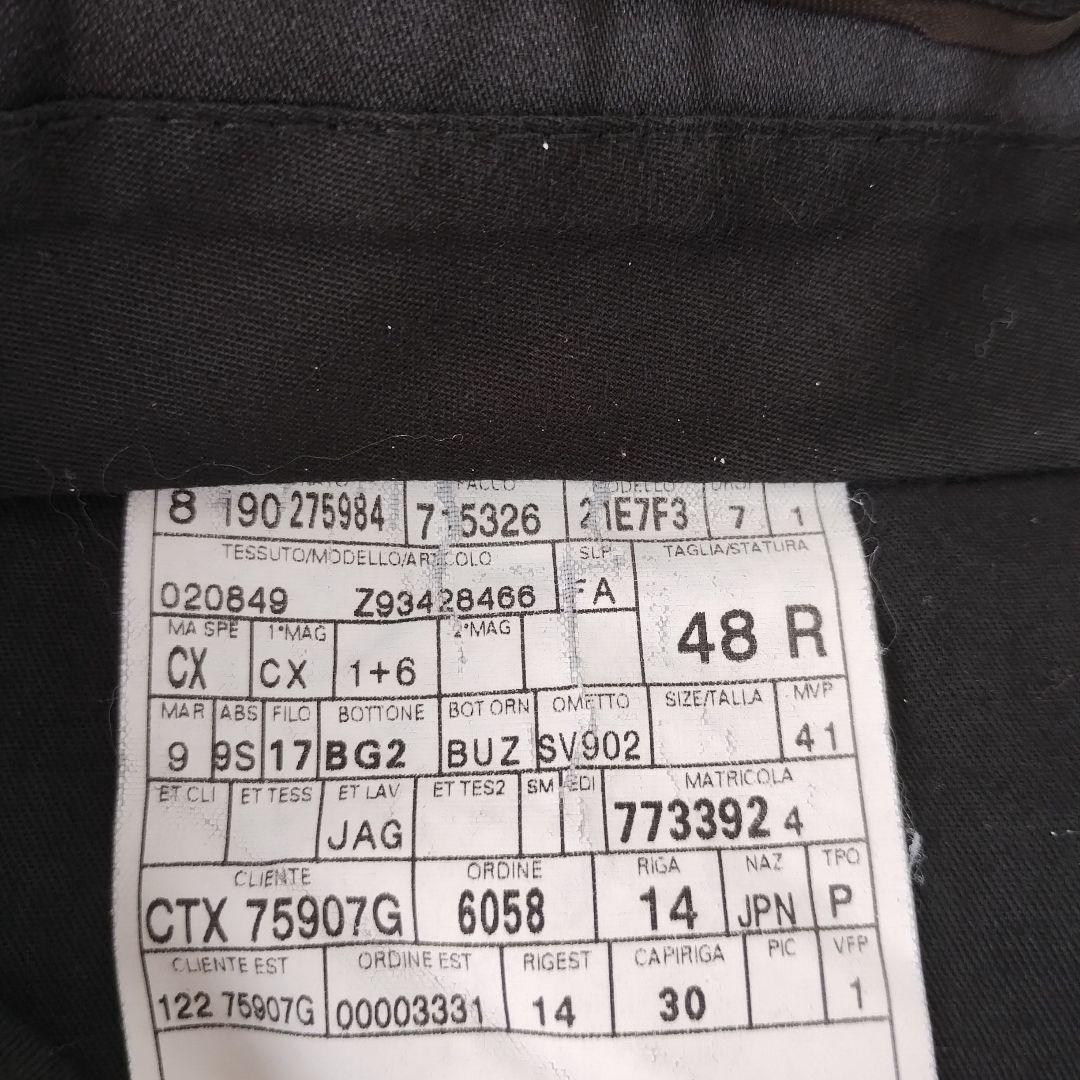 8 190 275984 7 5326 21E7F3 7 1
TESSUTO/MODELLO/ARTICOLO SLP TAGLIA/STATURA
020849 Z93428466 FA 48 R
MA SPE 1°MAG 2°MAG
CX CX 1+6
MAR ABS FILO BOTTONE BOT ORN OMETTO SIZE/TALLA MVP
9 9S 17 BG2 BUZ SV902 41
ET CLI ET TESS ET LAV ET TES2 SM EDI MATRICOLA
JAG 773392 4
CLIENTE ORDINE RIGA NAZ TPO
CTX 75907G 6058 14 JPN P
CLIENTE EST ORDINE EST RIGEST CAPIRIGA PIC VFP
122 75907G 00003331 14 30 1